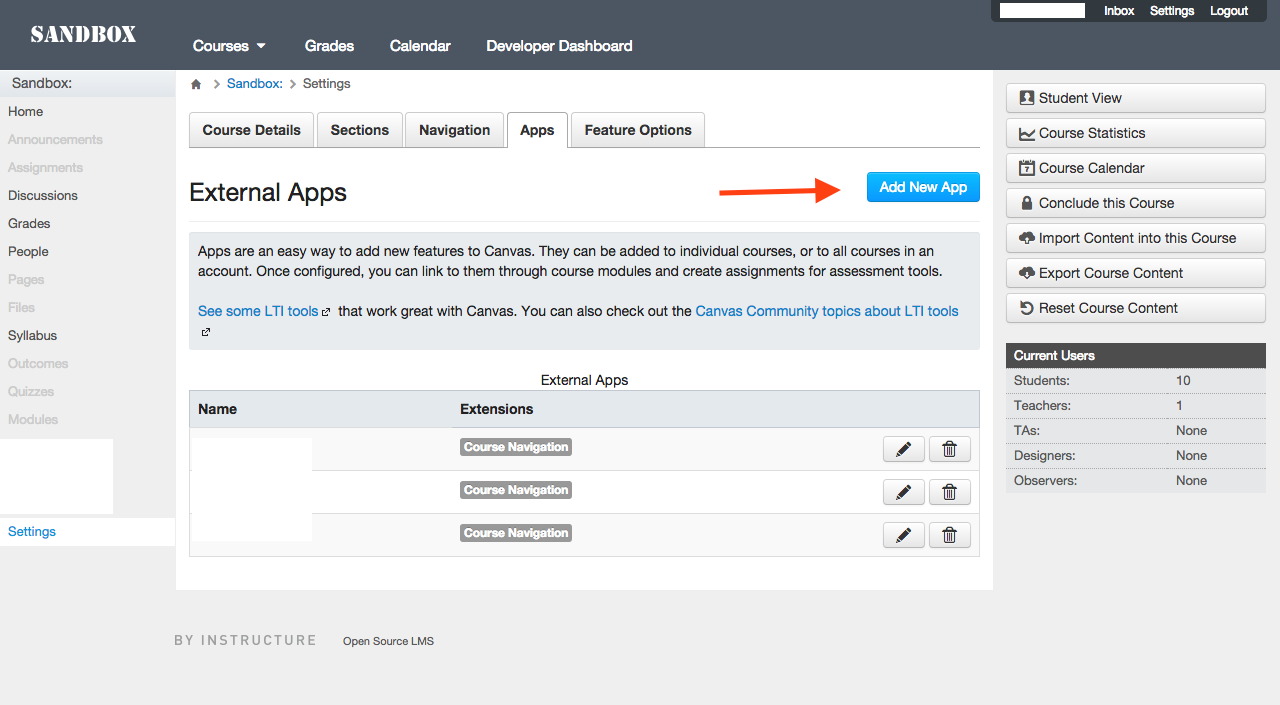 Inbox Settings Logout
SANDBOX
Courses Grades Calendar Developer Dashboard
Sandbox:
Home
Announcements
Assignments
Discussions
Grades
People
Pages
Files
Syllabus
Outcomes
Quizzes
Modules
Settings
Sandbox: Settings
Course Details Sections Navigation Apps Feature Options
External Apps
Add New App
Apps are an easy way to add new features to Canvas. They can be added to individual courses, or to all courses in an
account. Once configured, you can link to them through course modules and create assignments for assessment tools.
See some LTI tools that work great with Canvas. You can also check out the Canvas Community topics about LTI tools
External Apps
Name Extensions
Course Navigation
Course Navigation
Course Navigation
Student View
Course Statistics
7 Course Calendar
Conclude this Course
Import Content into this Course
Export Course Content
Reset Course Content
Current Users
Students: 10
Teachers: 1
TAs: None
Designers: None
Observers: None
BY INSTRUCTURE Open Source LMS